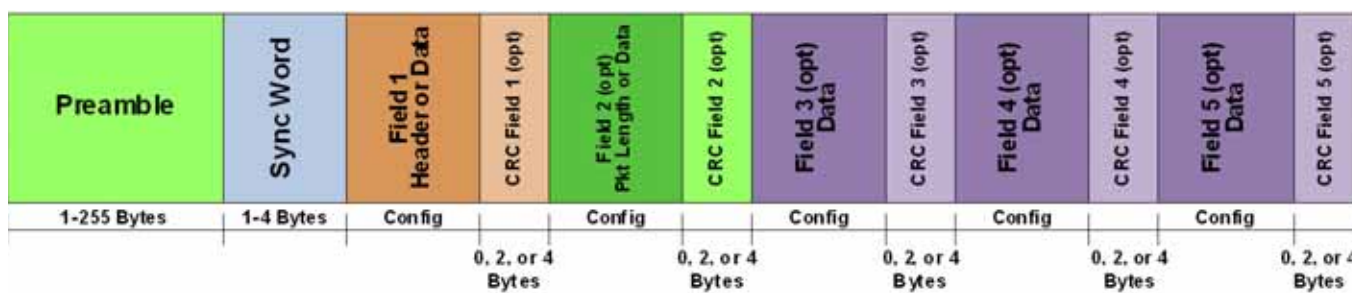 Preamble
Sync Word
Field 1
Header or Data
CRC Field 1 (opt)
Field 2 (opt)
Pkt Length or Data
CRC Field 2 (opt)
Field 3 (opt)
Data
CRC Field 3 (opt)
Field 4 (opt)
Data
CRC Field 4 (opt)
Field 5 (opt)
Data
CRC Field 5 (opt)
1-255 Bytes
1-4 Bytes
Config
Config
Config
Config
Config
0, 2, or 4
Bytes
0, 2, or 4
Bytes
0, 2, or 4
Bytes
0, 2, or 4
Bytes
0, 2, or 4
Bytes